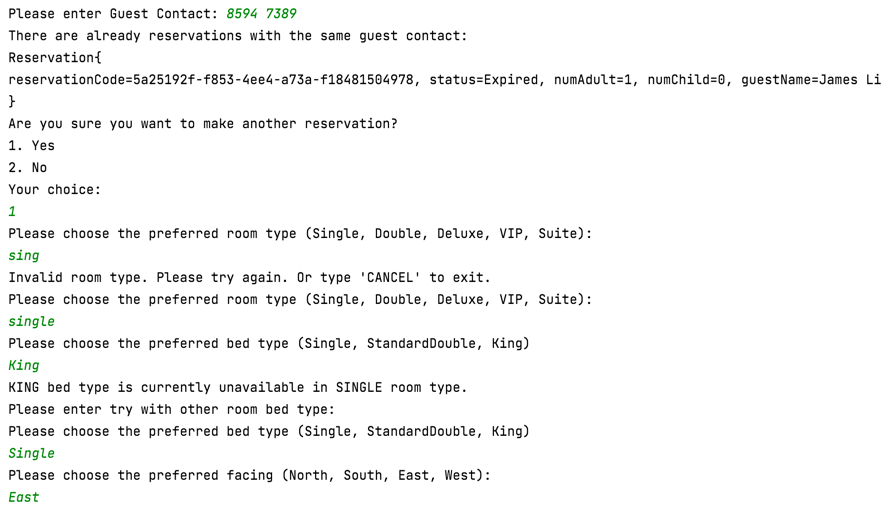 Please enter Guest Contact: 8594 7389
There are already reservations with the same guest contact:
Reservation{
reservationCode=5a25192f-f853-4ee4-a73a-f18481504978, status=Expired, numAdult=1, numChild=0, guestName=James Li
}
Are you sure you want to make another reservation?
1. Yes
2. No
Your choice:
1
Please choose the preferred room type (Single, Double, Deluxe, VIP, Suite):
sing
Invalid room type. Please try again. Or type 'CANCEL' to exit.
Please choose the preferred room type (Single, Double, Deluxe, VIP, Suite):
single
Please choose the preferred bed type (Single, StandardDouble, King)
King
KING bed type is currently unavailable in SINGLE room type.
Please enter try with other room bed type:
Please choose the preferred bed type (Single, StandardDouble, King)
Single
Please choose the preferred facing (North, South, East, West):
East